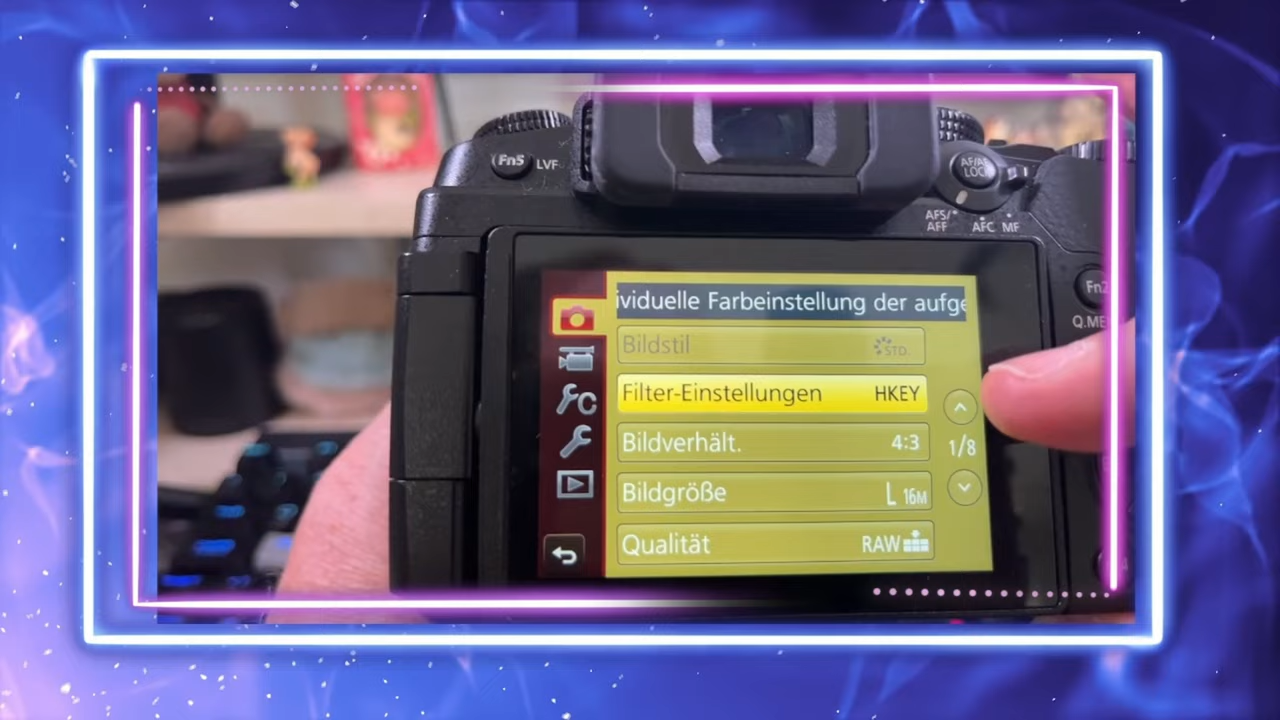 Fn5 LVF
AF/AE
LOCK
AFS/
AFF AFC MF
Fn2
Q.ME
ividuelle Farbeinstellung der aufge
Bildstil STD.
Filter-Einstellungen HKEY
Bildverhält. 4:3
1/8
Bildgröße L 16M
Qualität RAW